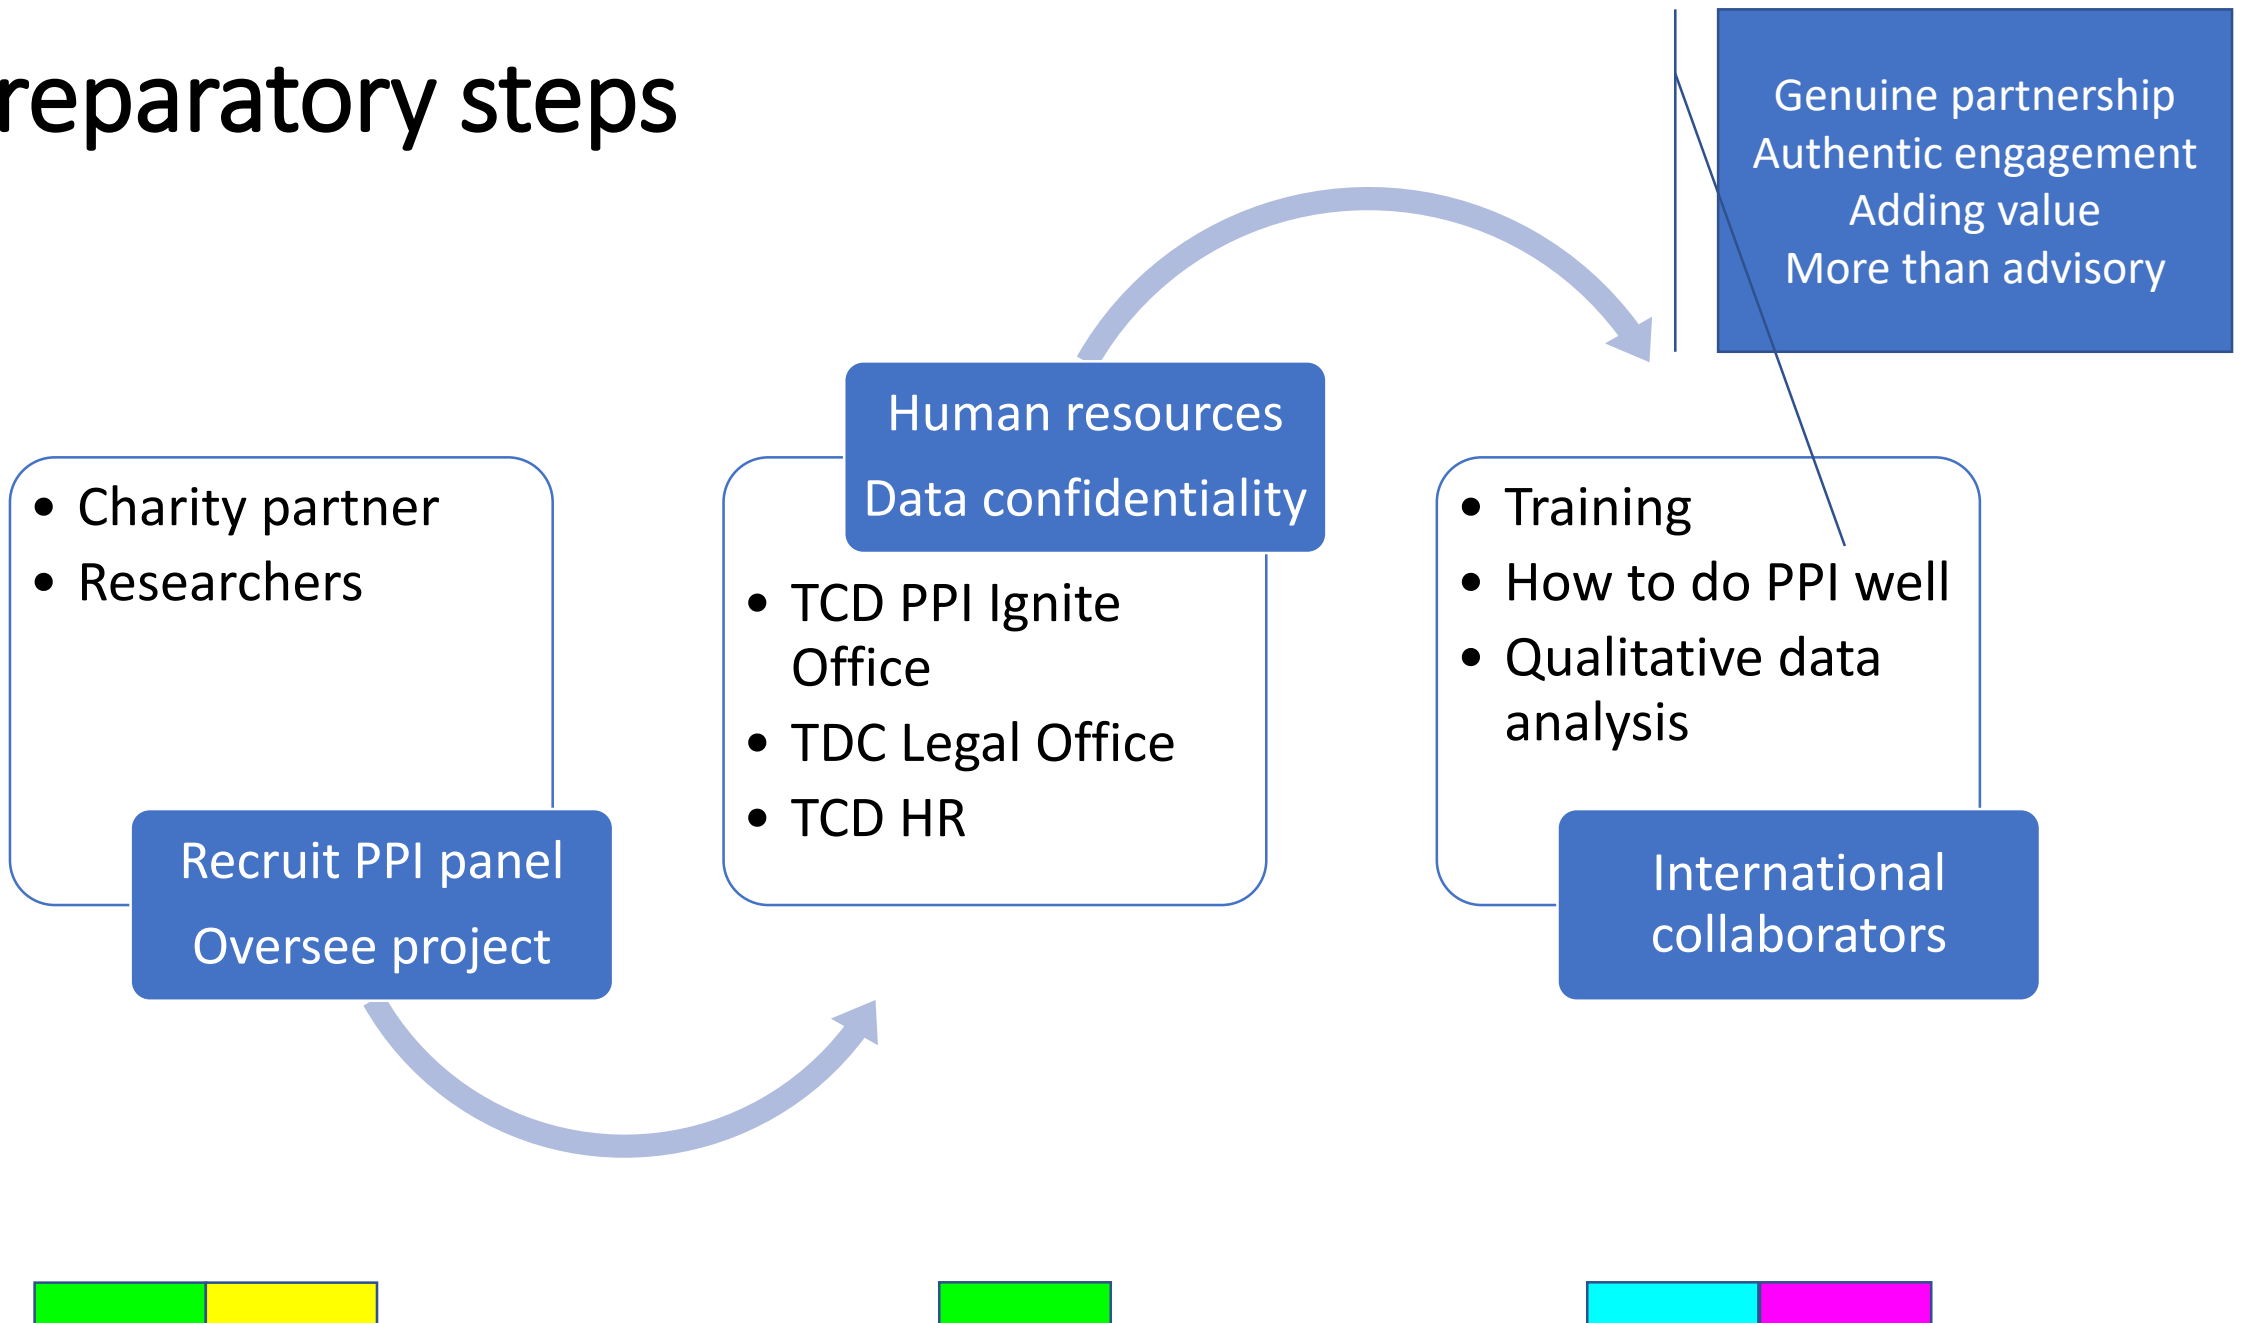 reparatory steps
Genuine partnership
Authentic engagement
Adding value
More than advisory
• Charity partner
• Researchers
Recruit PPI panel
Oversee project
Human resources
Data confidentiality
• TCD PPI Ignite
Office
• TDC Legal Office
• TCD HR
• Training
• How to do PPI well
• Qualitative data
analysis
International
collaborators